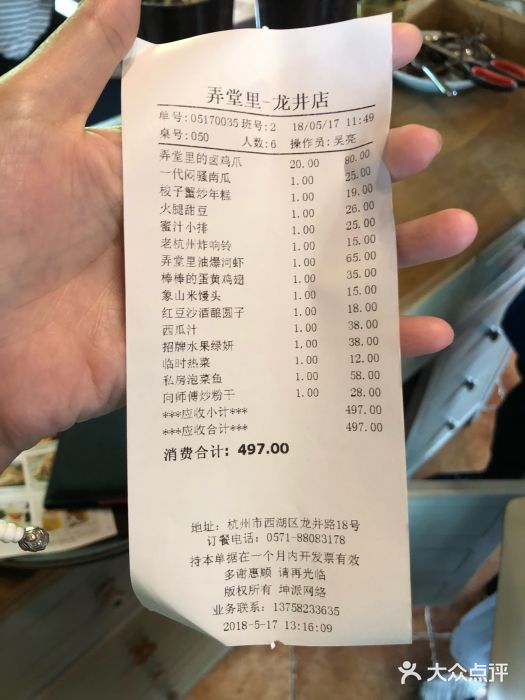 弄堂里-龙井店
单号:05170035 班号:2 18/05/17 11:49
桌号:050 人数:6 操作员:吴亮
弄堂里的卤鸡爪 20.00 80.00
一代闷骚南瓜 1.00 25.00
梭子蟹炒年糕 1.00 19.00
火腿甜豆 1.00 26.00
蜜汁小排 1.00 25.00
老杭州炸响铃 1.00 15.00
弄堂里油爆河虾 1.00 65.00
棒棒的蛋黄鸡翅 1.00 35.00
象山米馒头 1.00 15.00
红豆沙酒酿圆子 1.00 18.00
西瓜汁 1.00 38.00
招牌水果绿妍 1.00 38.00
临时热菜 1.00 12.00
私房泡菜鱼 1.00 58.00
向师傅炒粉干 1.00 28.00
***应收小计*** 497.00
***应收合计*** 497.00
消费合计: 497.00
地址: 杭州市西湖区龙井路18号
订餐电话: 0571-88083178
持本单据在一个月内开发票有效
多谢惠顾 请再光临
版权所有 坤派网络
业务联系: 13758233635
2018-5-17 13:16:09
大众点评